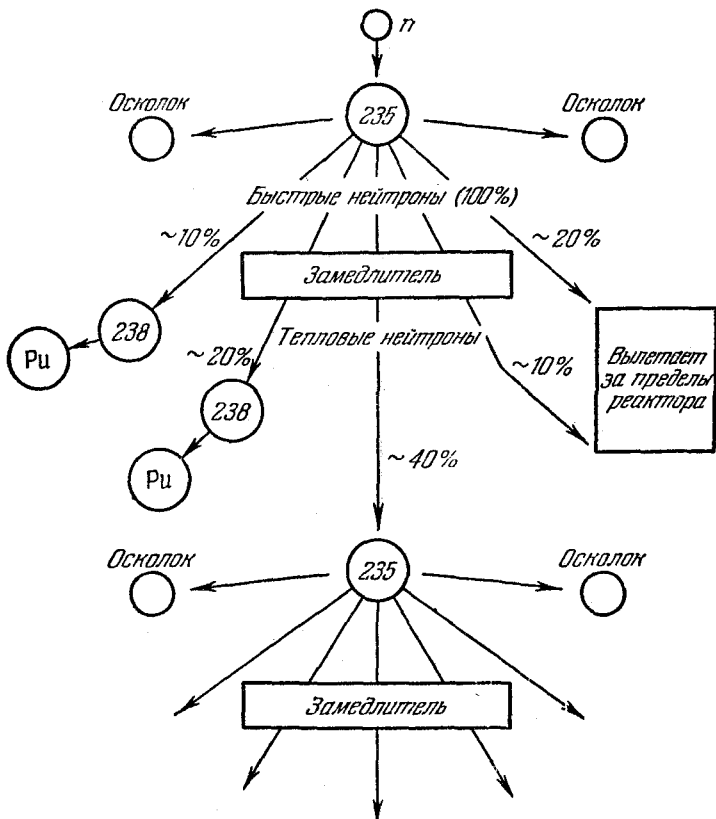 n
Осколок
235
Осколок
Быстрые нейтроны (100%)
~10%
~20%
Замедлитель
238
Pu
Тепловые нейтроны
~20%
~10%
Вылетает
за пределы
реактора
238
Pu
~40%
Осколок
235
Осколок
Замедлитель